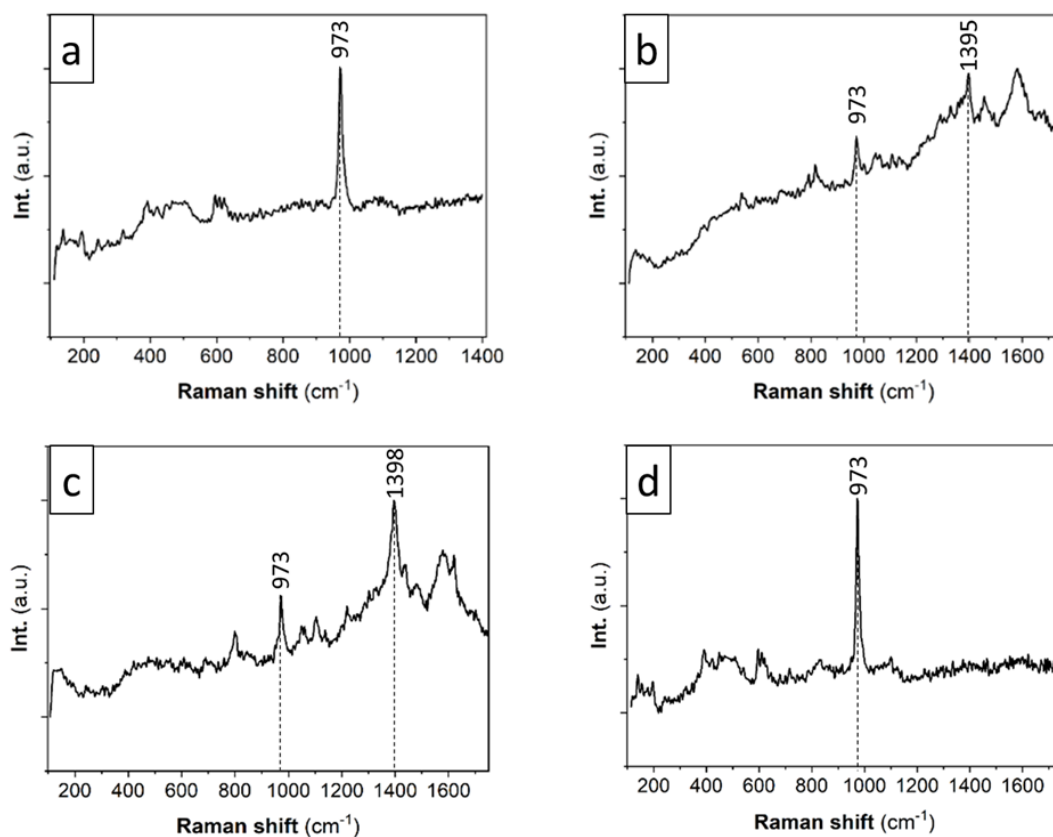 a
973
Int. (a.u.)
200 400 600 800 1000 1200 1400
Raman shift (cm⁻¹)
b
973
1395
Int. (a.u.)
200 400 600 800 1000 1200 1400 1600
Raman shift (cm⁻¹)
c
973
1398
Int. (a.u.)
200 400 600 800 1000 1200 1400 1600
Raman shift (cm⁻¹)
d
973
Int. (a.u.)
200 400 600 800 1000 1200 1400 1600
Raman shift (cm⁻¹)